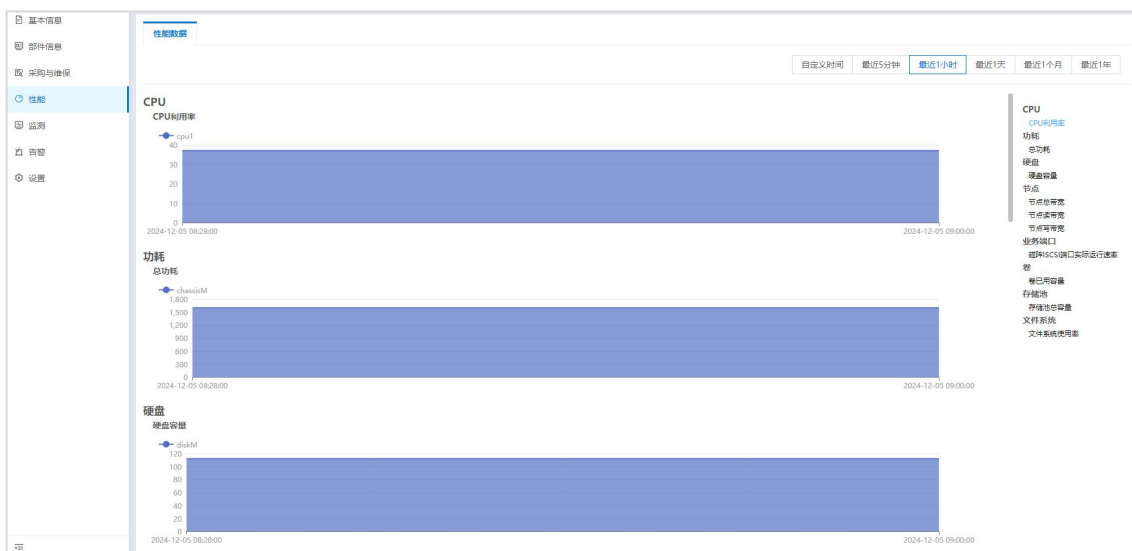 基本信息
部件信息
采购与维保
性能
监测
告警
设置
性能数据
自定义时间 最近5分钟 最近1小时 最近1天 最近1个月 最近1年
CPU
CPU利用率
cpu1
40
30
20
10
0
2024-12-05 08:28:00 2024-12-05 09:00:00
功耗
总功耗
chassisM
1,800
1,500
1,200
900
600
300
0
2024-12-05 08:28:00 2024-12-05 09:00:00
硬盘
硬盘容量
diskM
120
100
80
60
40
20
0
2024-12-05 08:28:00 2024-12-05 09:00:00
CPU
CPU利用率
功耗
总功耗
硬盘
硬盘容量
节点
节点总带宽
节点读带宽
节点写带宽
业务端口
磁阵ISCSI端口实际运行速率
卷
卷已用容量
存储池
存储池总容量
文件系统
文件系统使用率